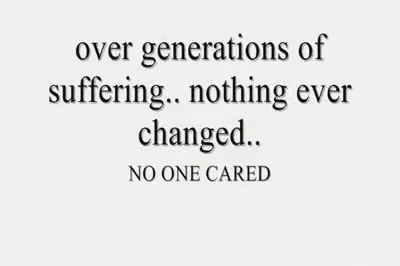 over generations of
suffering.. nothing ever
changed..
NO ONE CARED